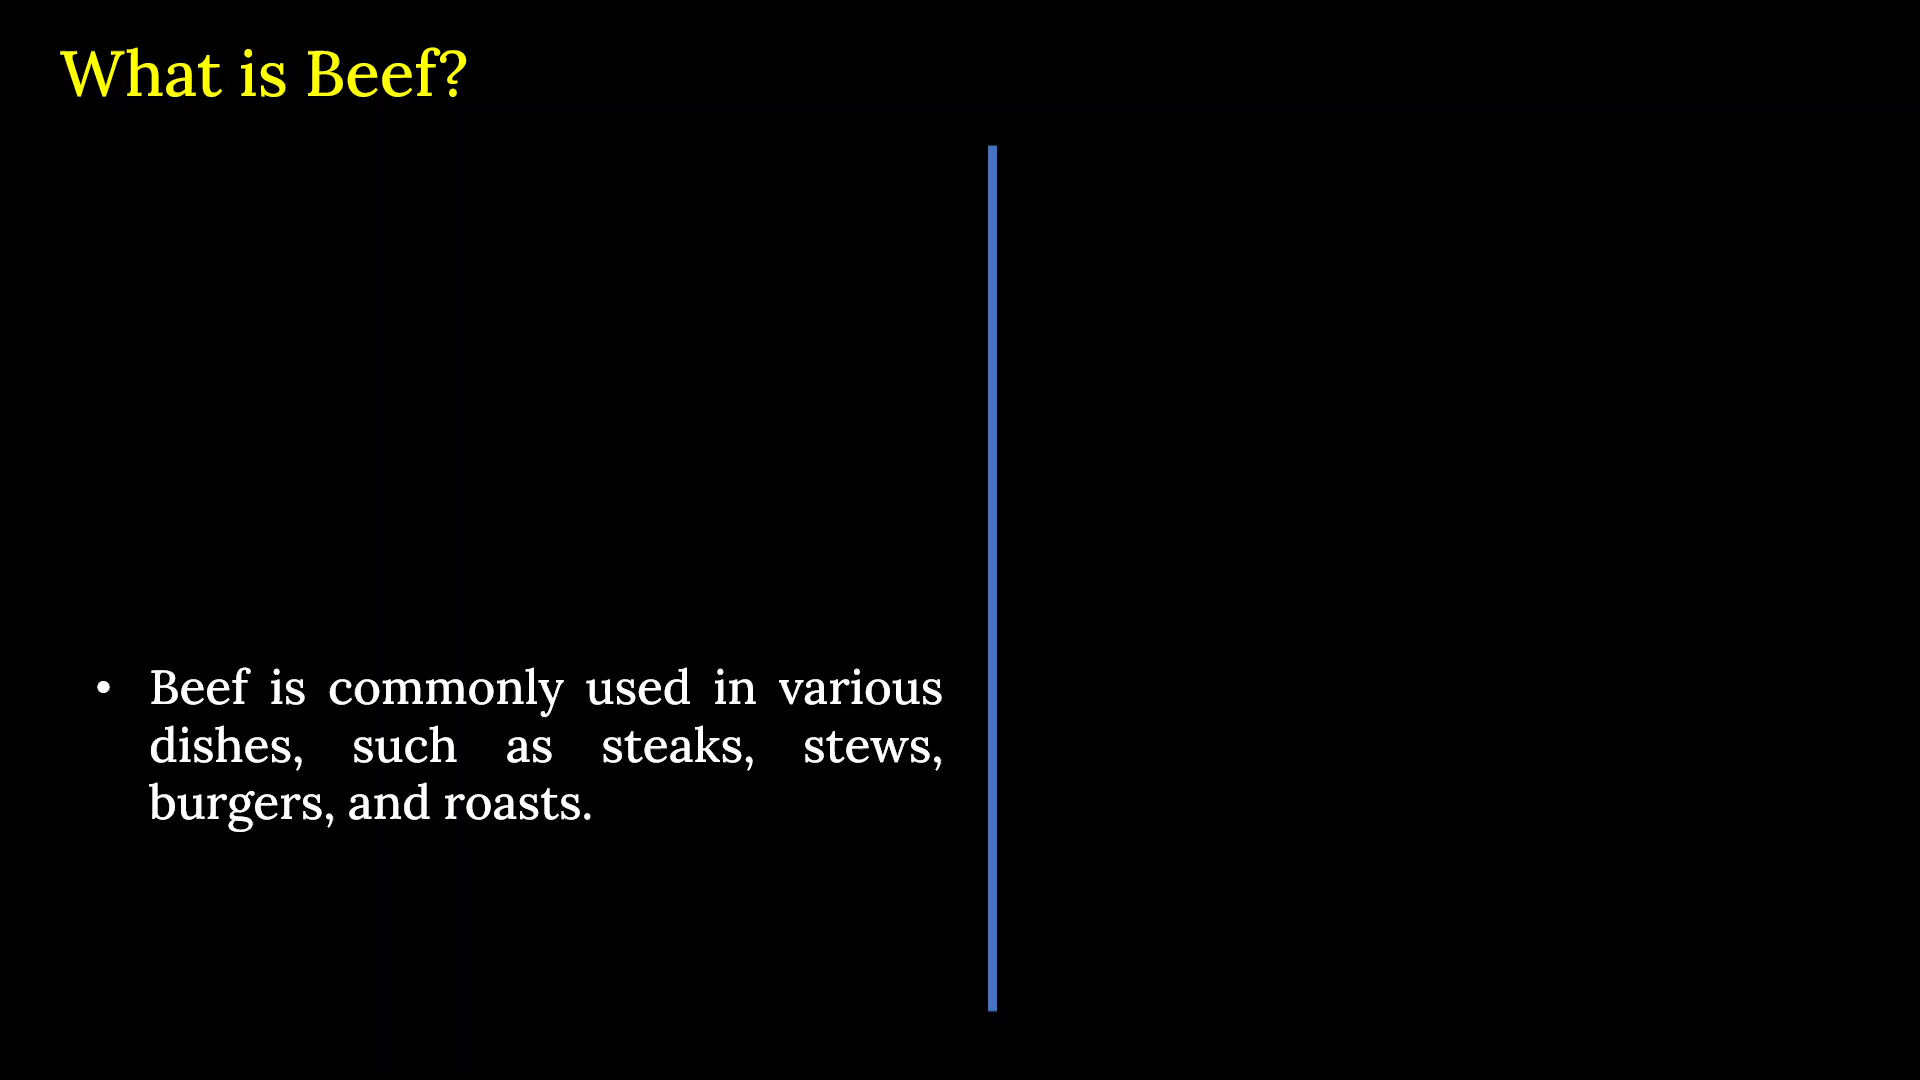 What is Beef?
• Beef is commonly used in various
dishes, such as steaks, stews,
burgers, and roasts.